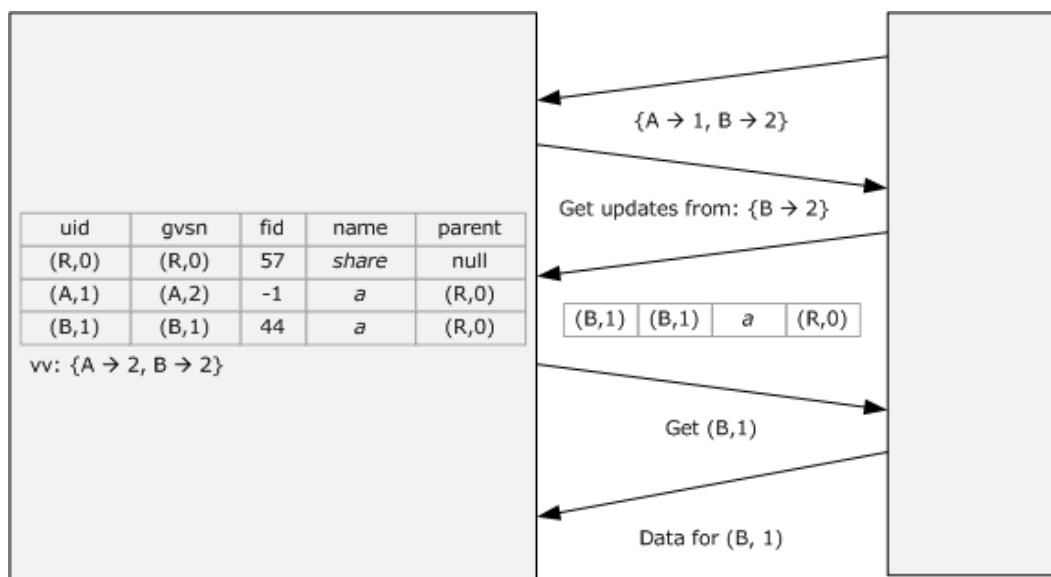 {A → 1, B → 2}
Get updates from: {B → 2}
uid gvsn fid name parent
(R,0) (R,0) 57 share null
(A,1) (A,2) -1 a (R,0)
(B,1) (B,1) 44 a (R,0)
vv: {A → 2, B → 2}
(B,1) (B,1) a (R,0)
Get (B,1)
Data for (B, 1)